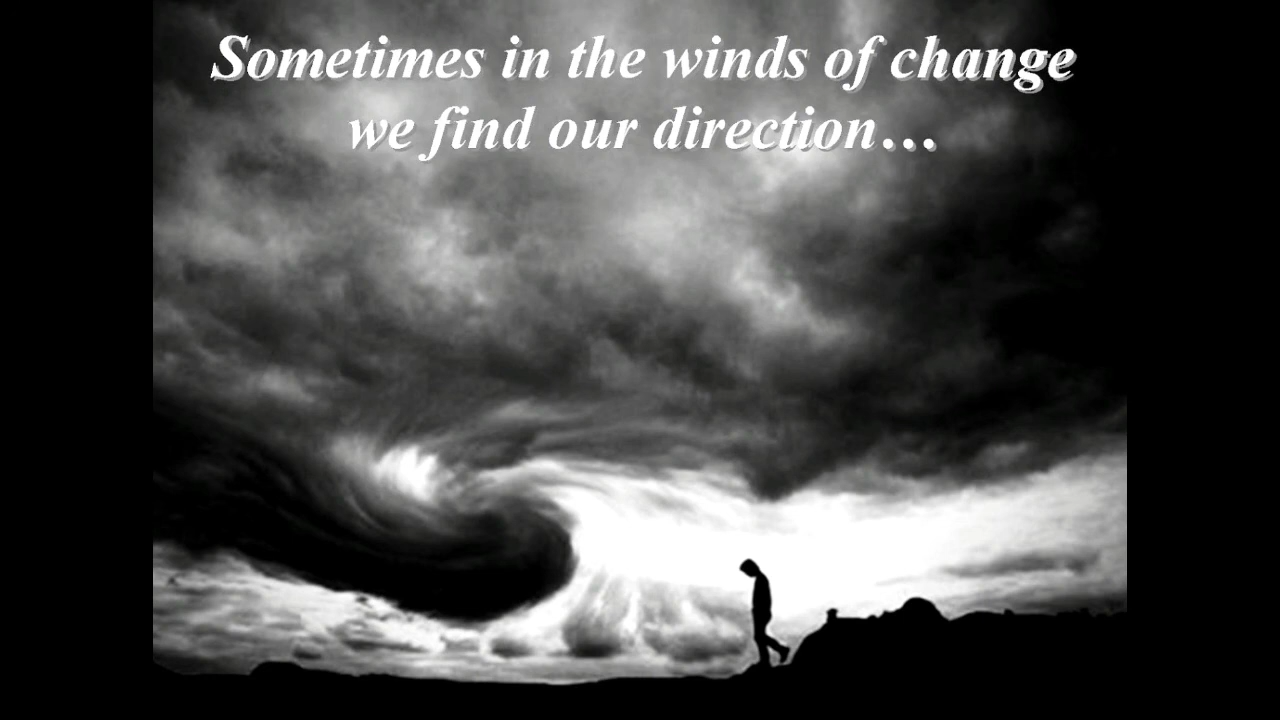 Sometimes in the winds of change
we find our direction…